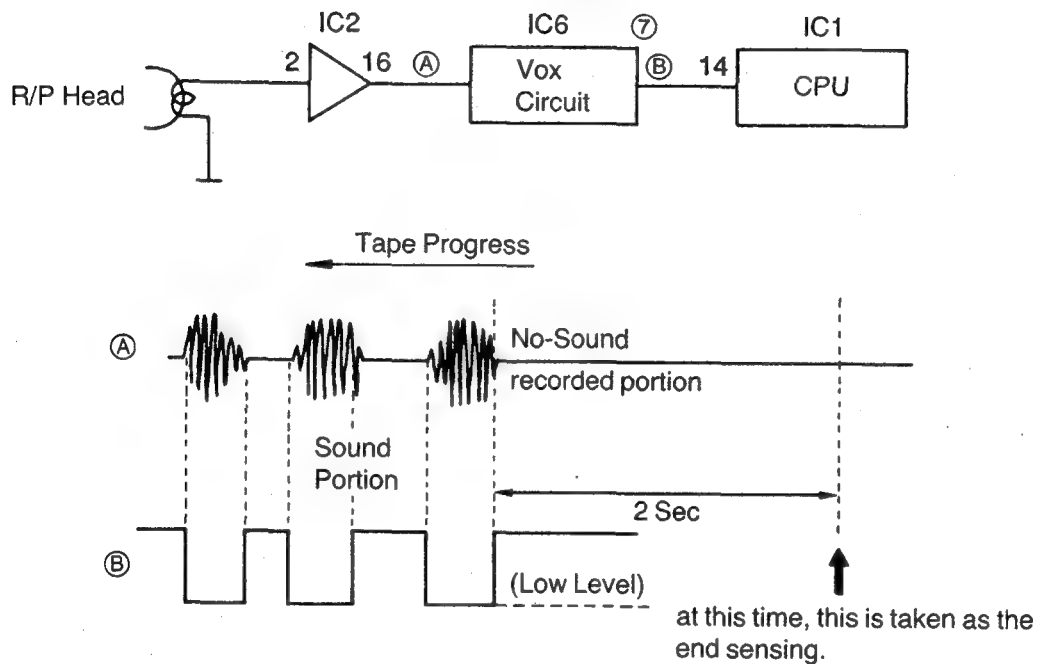 IC2 IC6 ⑦ IC1
R/P Head 2 16 Ⓐ Vox Circuit Ⓑ 14 CPU
Tape Progress
Ⓐ No-Sound
recorded portion
Sound
Portion
2 Sec
Ⓑ (Low Level)
at this time, this is taken as the
end sensing.